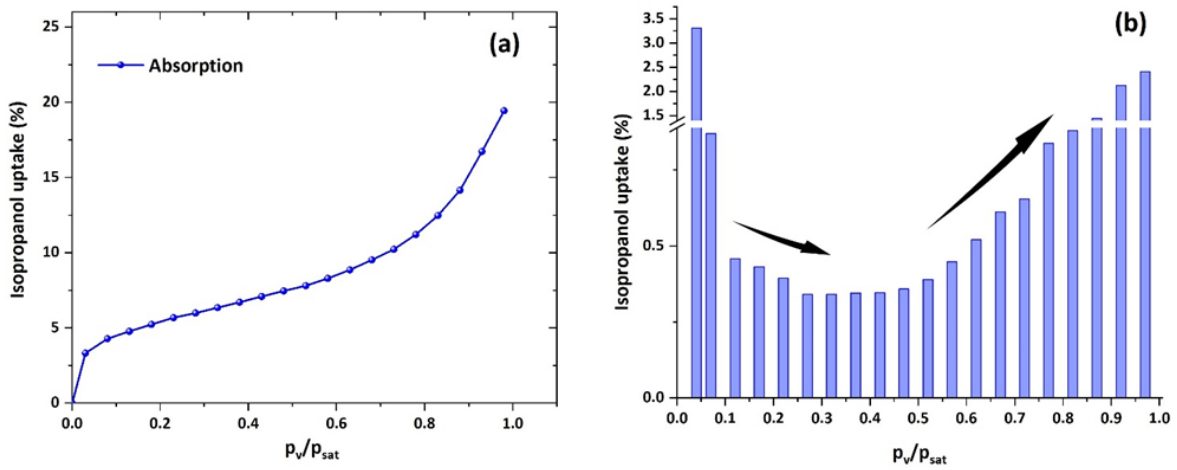 (a)
Absorption
Isopropanol uptake (%)
25
20
15
10
5
0
0.0 0.2 0.4 0.6 0.8 1.0
pv/psat
(b)
Isopropanol uptake (%)
3.5
3.0
2.5
2.0
1.5
0.5
0.0
0.0 0.1 0.2 0.3 0.4 0.5 0.6 0.7 0.8 0.9 1.0
pv/psat